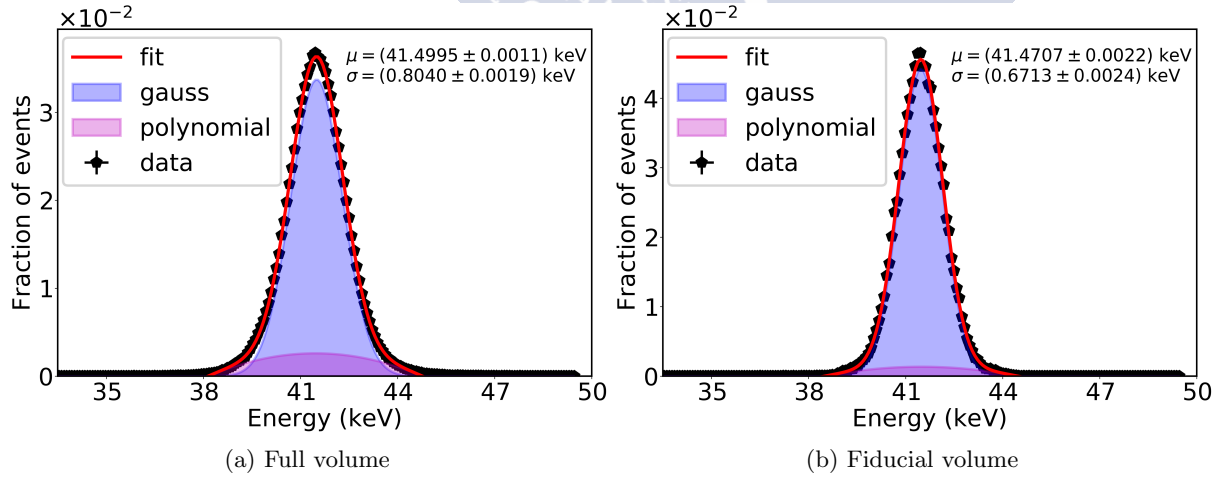 ×10⁻²
fit
gauss
polynomial
data
μ = (41.4995 ± 0.0011) keV
σ = (0.8040 ± 0.0019) keV
Fraction of events
3
2
1
0
35 38 41 44 47 50
Energy (keV)
(a) Full volume
×10⁻²
fit
gauss
polynomial
data
μ = (41.4707 ± 0.0022) keV
σ = (0.6713 ± 0.0024) keV
Fraction of events
4
3
2
1
0
35 38 41 44 47 50
Energy (keV)
(b) Fiducial volume